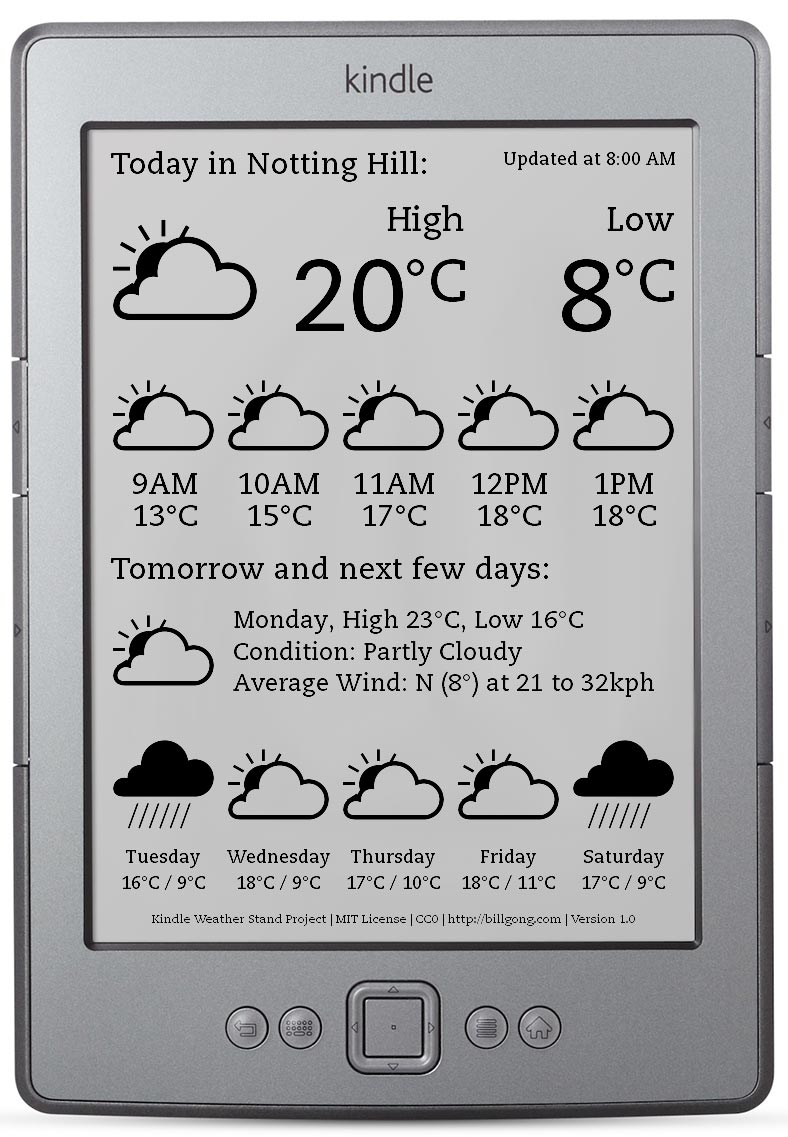 kindle
Today in Notting Hill: Updated at 8:00 AM
High Low
20°C 8°C
9AM 10AM 11AM 12PM 1PM
13°C 15°C 17°C 18°C 18°C
Tomorrow and next few days:
Monday, High 23°C, Low 16°C
Condition: Partly Cloudy
Average Wind: N (8°) at 21 to 32kph
Tuesday Wednesday Thursday Friday Saturday
16°C / 9°C 18°C / 9°C 17°C / 10°C 18°C / 11°C 17°C / 9°C
Kindle Weather Stand Project | MIT License | CC0 | http://billgong.com | Version 1.0